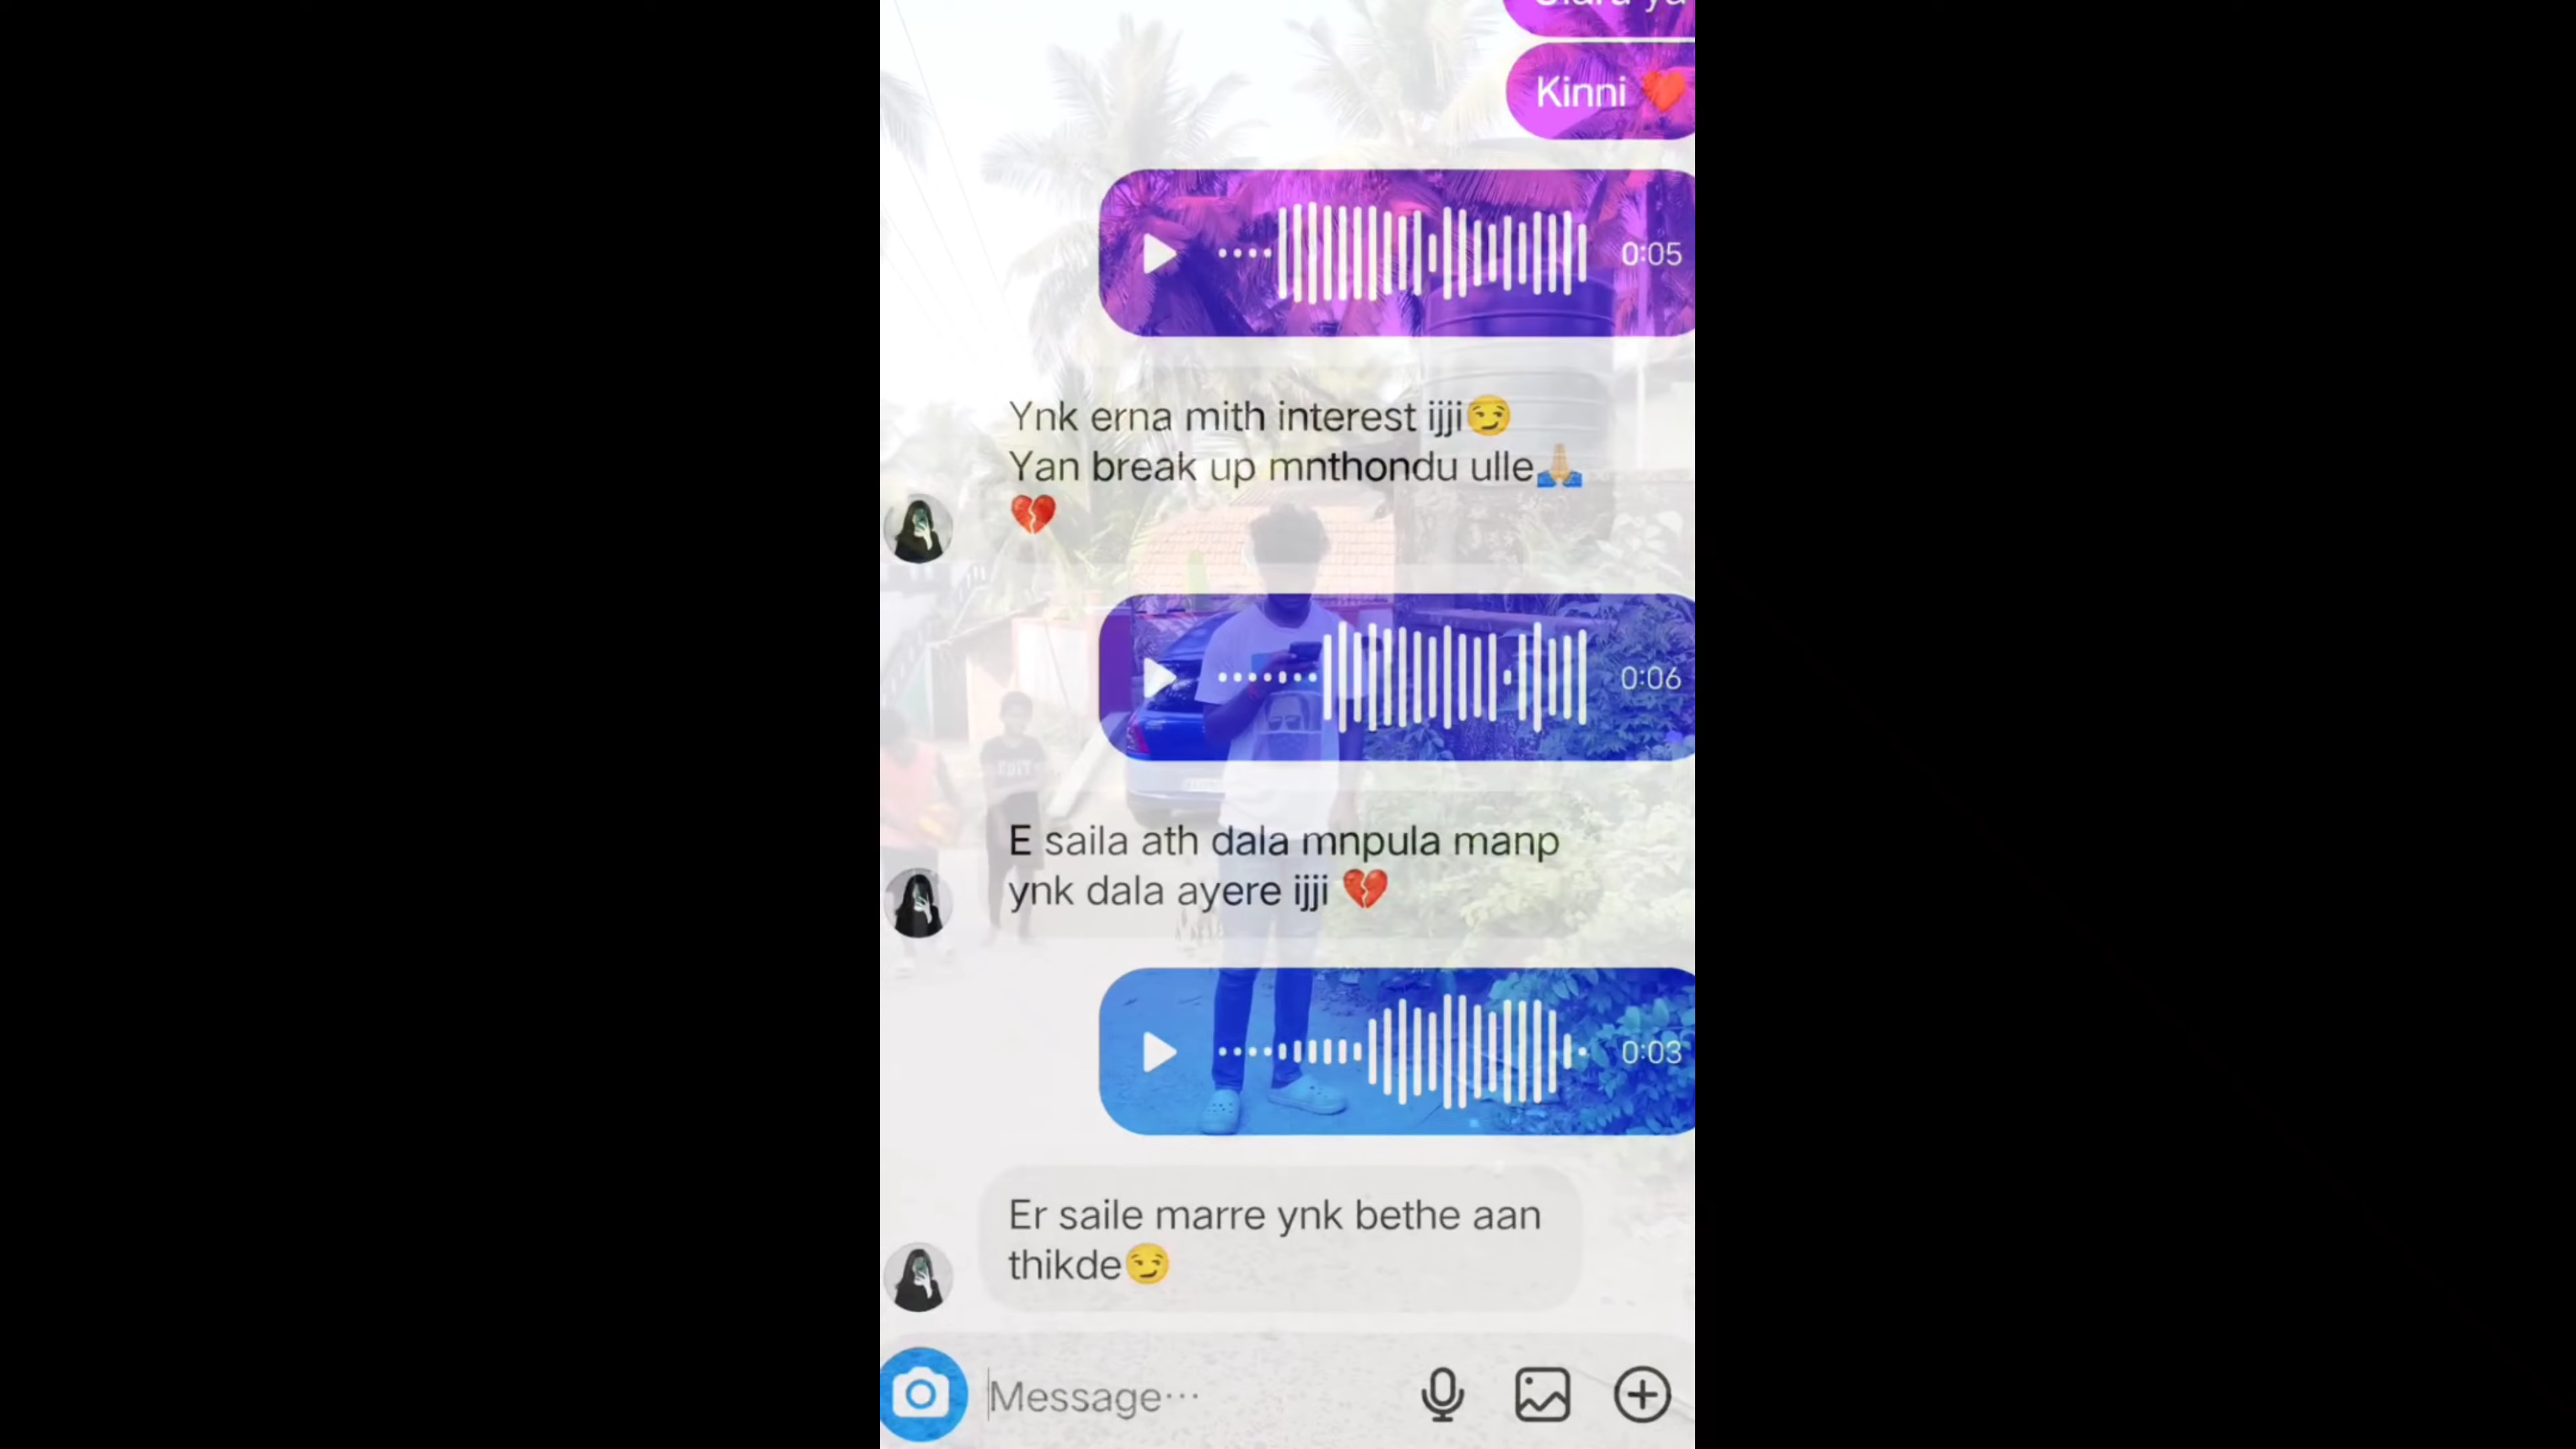 Kinni ❤️
0:05
Ynk erna mith interest ijji😏
Yan break up mnthondu ulle🙏🏼
💔
0:06
E saila ath dala mnpula manp
ynk dala ayere ijji 💔
0:03
Er saile marre ynk bethe aan
thikde😏
Message...